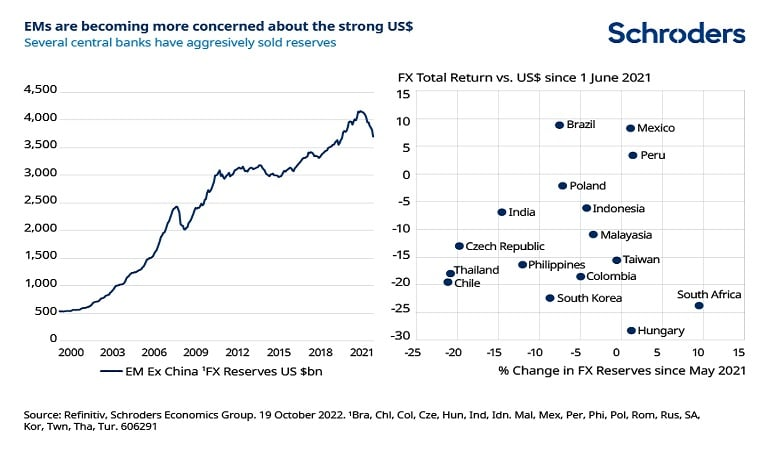 EMs are becoming more concerned about the strong US$
Several central banks have aggresively sold reserves
Schroders
4,500
4,000
3,500
3,000
2,500
2,000
1,500
1,000
500
0
2000 2003 2006 2009 2012 2015 2018 2021
EM Ex China ¹FX Reserves US $bn
FX Total Return vs. US$ since 1 June 2021
15
10
5
0
-5
-10
-15
-20
-25
-30
Brazil
Mexico
Peru
Poland
India
Indonesia
Malayasia
Czech Republic
Taiwan
Philippines
Thailand
Colombia
Chile
South Korea
South Africa
Hungary
-25 -20 -15 -10 -5 0 5 10 15
% Change in FX Reserves since May 2021
Source: Refinitiv, Schroders Economics Group. 19 October 2022. ¹Bra, Chl, Col, Cze, Hun, Ind, Idn. Mal, Mex, Per, Phi, Pol, Rom, Rus, SA,
Kor, Twn, Tha, Tur. 606291